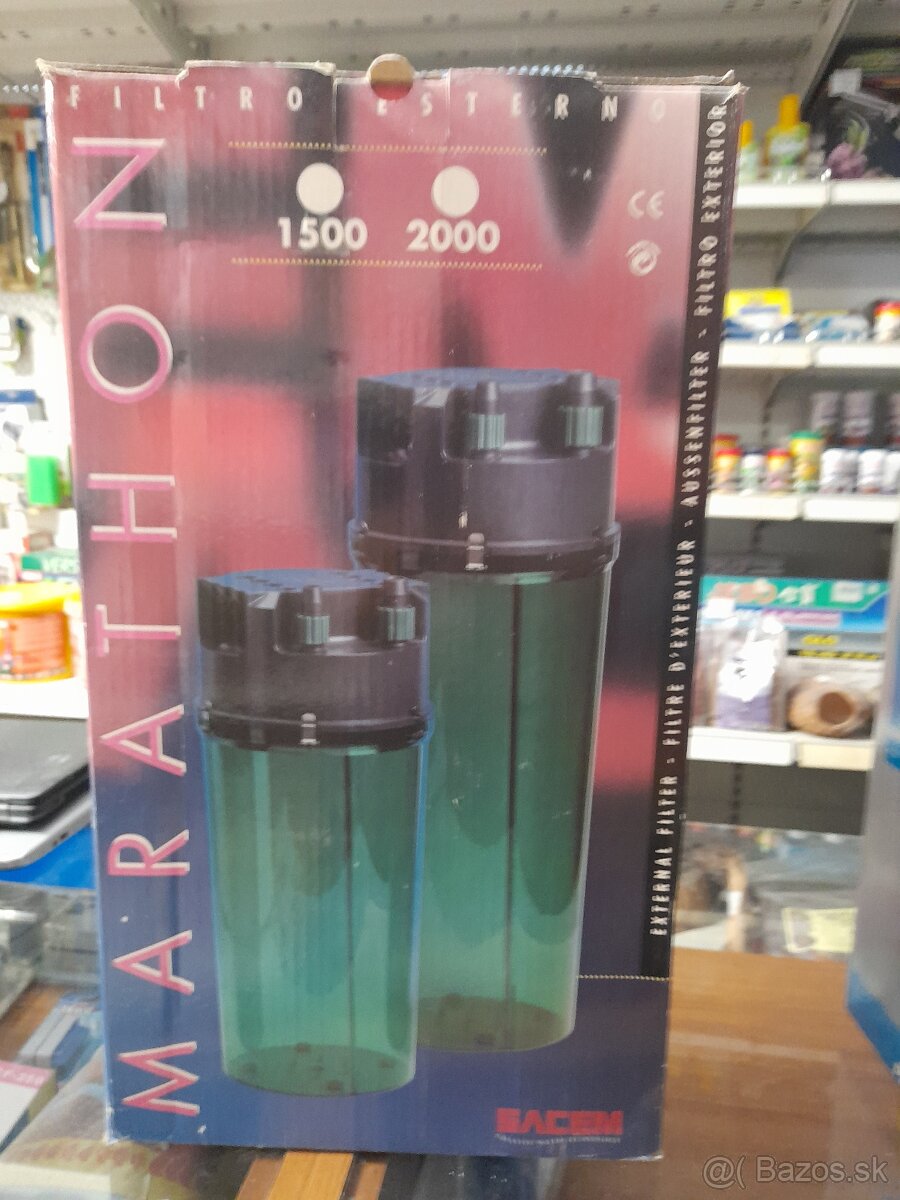 FILTRO ESTERNO
MARATHON
1500 2000
CE
EXTERNAL FILTER - FILTRE D'EXTERIEUR - AUSSENFILTER - FILTRO EXTERIOR
SACEM
@( Bazos.sk